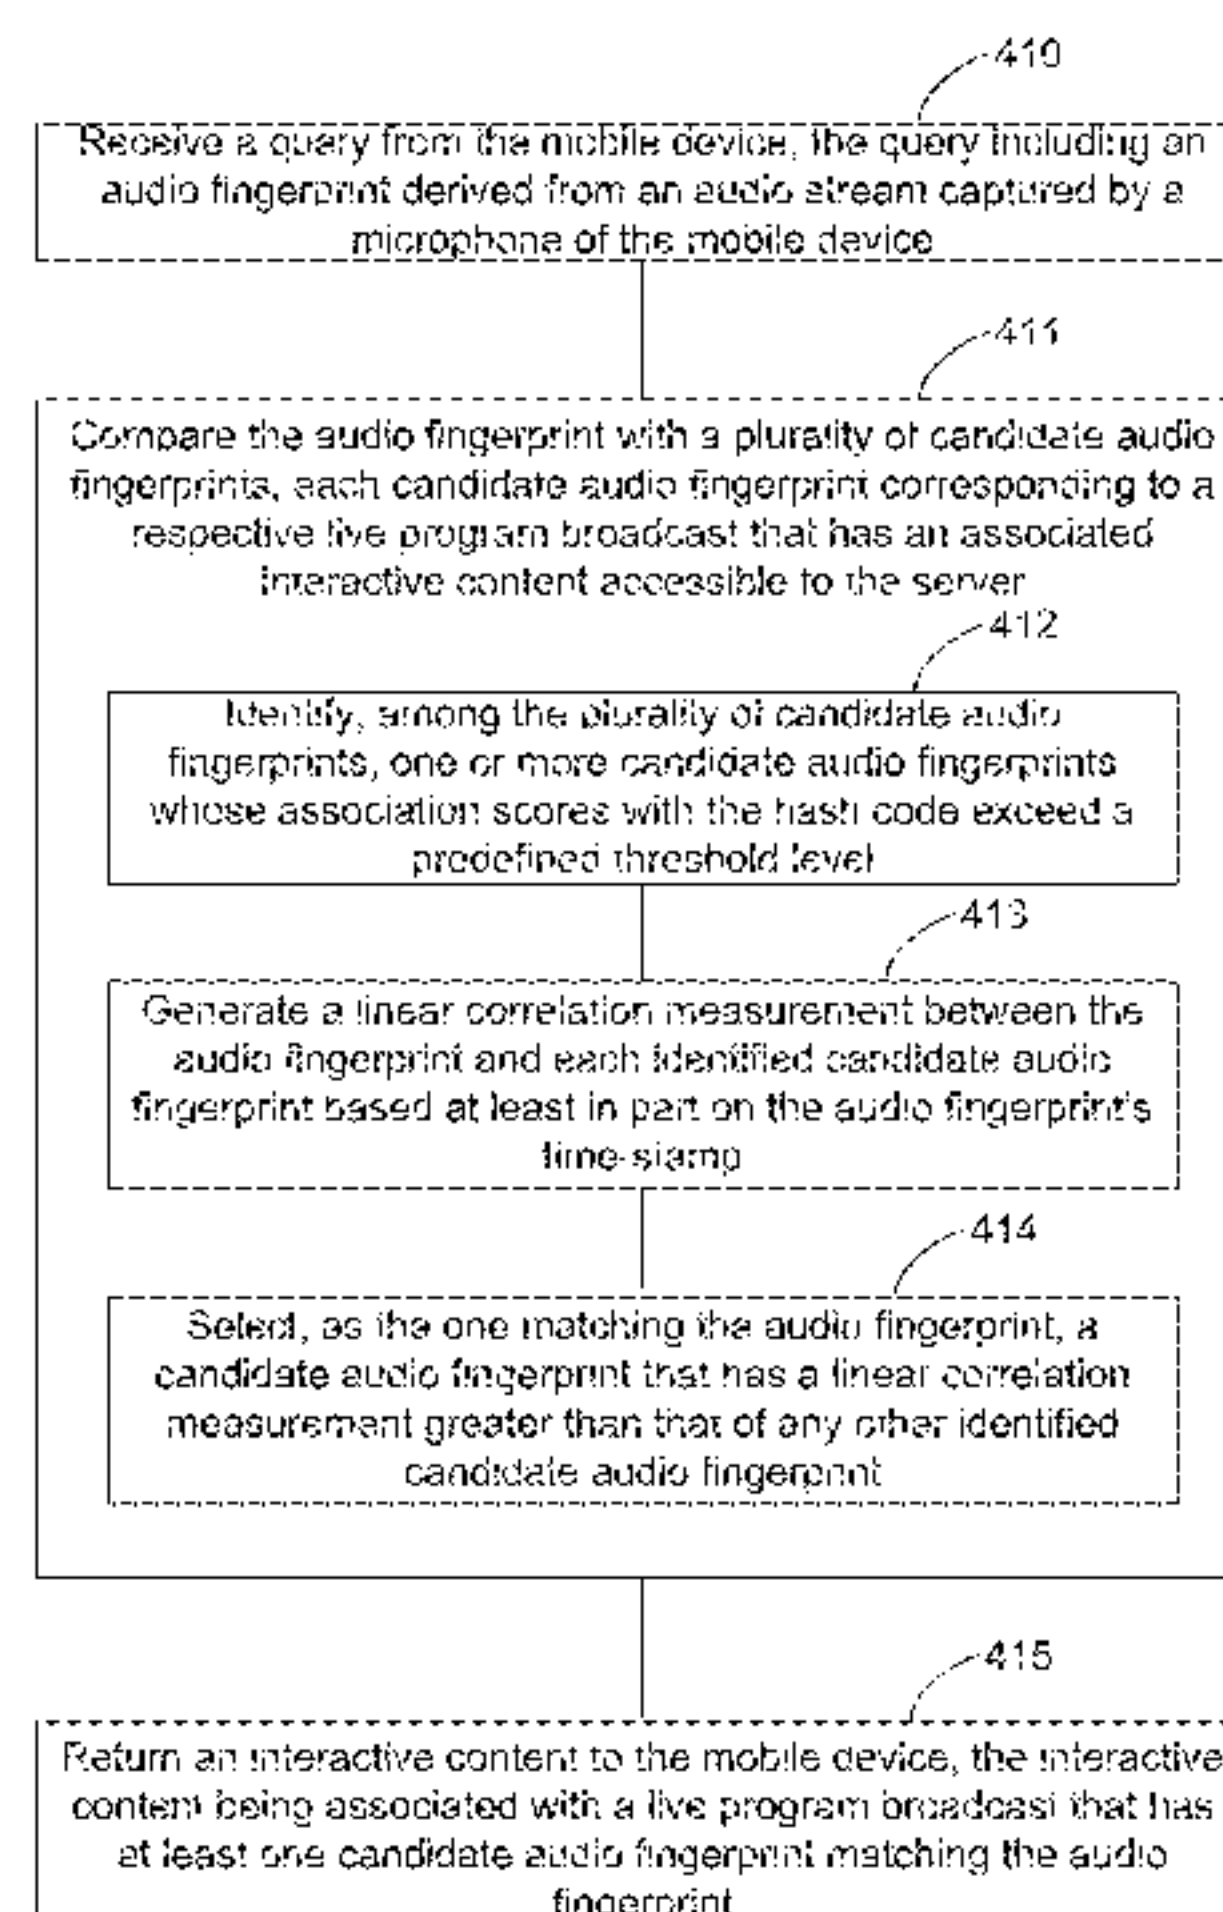 410
Receive a query from the mobile device, the query including an
audio fingerprint derived from an audio stream captured by a
microphone of the mobile device
411
Compare the audio fingerprint with a plurality of candidate audio
fingerprints, each candidate audio fingerprint corresponding to a
respective live program broadcast that has an associated
interactive content accessible to the server
412
Identify, among the plurality of candidate audio
fingerprints, one or more candidate audio fingerprints
whose association scores with the hash code exceed a
predefined threshold level
413
Generate a linear correlation measurement between the
audio fingerprint and each identified candidate audio
fingerprint based at least in part on the audio fingerprint's
time-stamp
414
Select, as the one matching the audio fingerprint, a
candidate audio fingerprint that has a linear correlation
measurement greater than that of any other identified
candidate audio fingerprint
415
Return an interactive content to the mobile device, the interactive
content being associated with a live program broadcast that has
at least one candidate audio fingerprint matching the audio
fingerprint